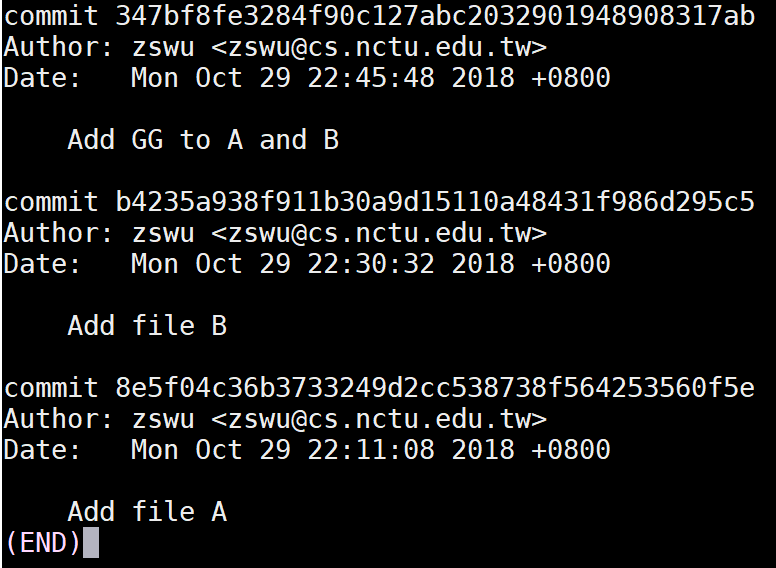 commit 347bf8fe3284f90c127abc2032901948908317ab
Author: zswu <zswu@cs.nctu.edu.tw>
Date:   Mon Oct 29 22:45:48 2018 +0800
    Add GG to A and B
commit b4235a938f911b30a9d15110a48431f986d295c5
Author: zswu <zswu@cs.nctu.edu.tw>
Date:   Mon Oct 29 22:30:32 2018 +0800
    Add file B
commit 8e5f04c36b3733249d2cc538738f564253560f5e
Author: zswu <zswu@cs.nctu.edu.tw>
Date:   Mon Oct 29 22:11:08 2018 +0800
    Add file A
(END)